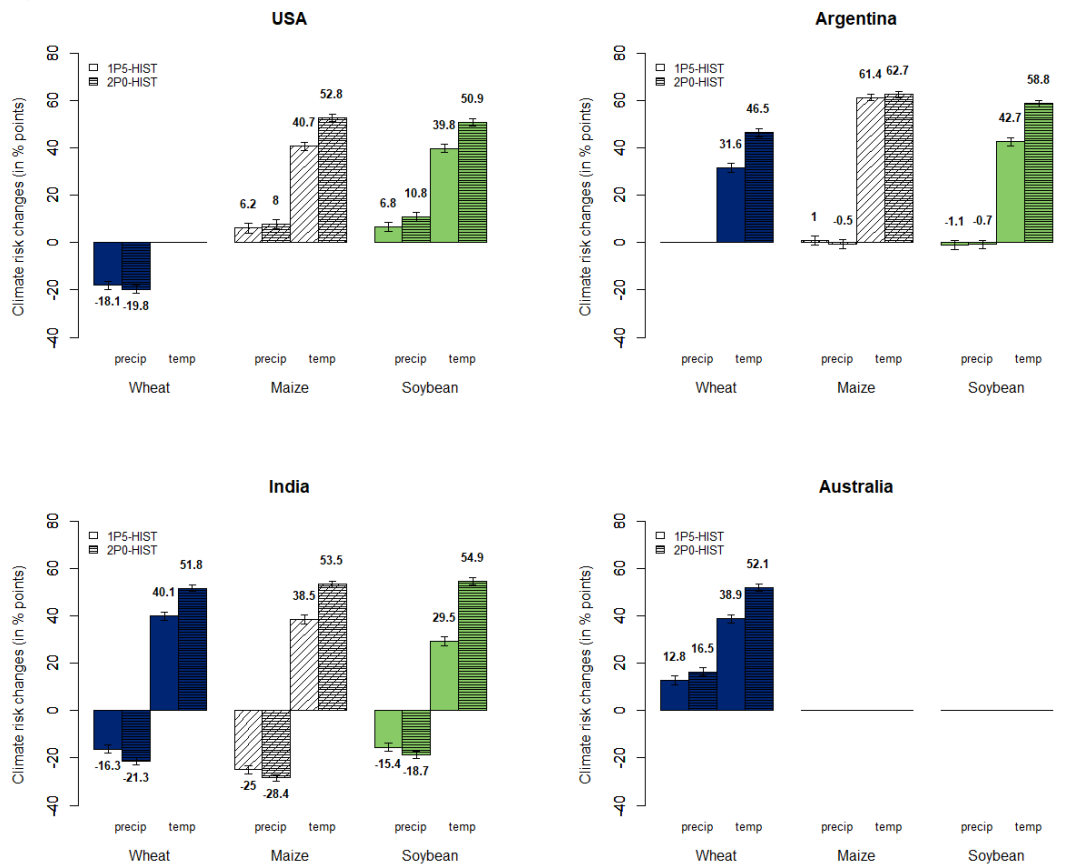 USA
Climate risk changes (in % points)
80
60
40
20
0
-20
-40
1P5-HIST
2P0-HIST
-18.1
-19.8
6.2
8
40.7
52.8
6.8
10.8
39.8
50.9
precip temp precip temp precip temp
Wheat Maize Soybean
Argentina
Climate risk changes (in % points)
80
60
40
20
0
-20
-40
1P5-HIST
2P0-HIST
31.6
46.5
1
-0.5
61.4
62.7
-1.1
-0.7
42.7
58.8
precip temp precip temp precip temp
Wheat Maize Soybean
India
Climate risk changes (in % points)
80
60
40
20
0
-20
-40
1P5-HIST
2P0-HIST
-16.3
-21.3
40.1
51.8
-25
-28.4
38.5
53.5
-15.4
-18.7
29.5
54.9
precip temp precip temp precip temp
Wheat Maize Soybean
Australia
Climate risk changes (in % points)
80
60
40
20
0
-20
-40
1P5-HIST
2P0-HIST
12.8
16.5
38.9
52.1
precip temp precip temp precip temp
Wheat Maize Soybean